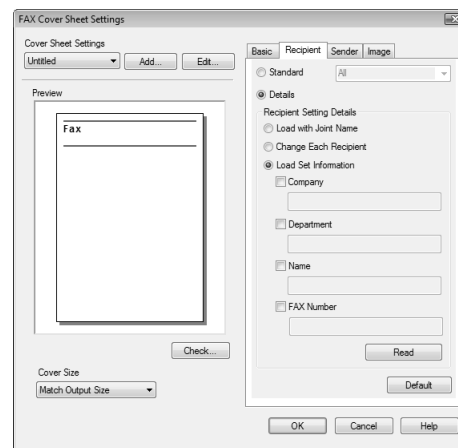 FAX Cover Sheet Settings
Cover Sheet Settings
Untitled
Add...
Edit...
Preview
Fax
Check...
Cover Size
Match Output Size
Basic
Recipient
Sender
Image
Standard
All
Details
Recipient Setting Details
Load with Joint Name
Change Each Recipient
Load Set Information
Company
Department
Name
FAX Number
Read
Default
OK
Cancel
Help